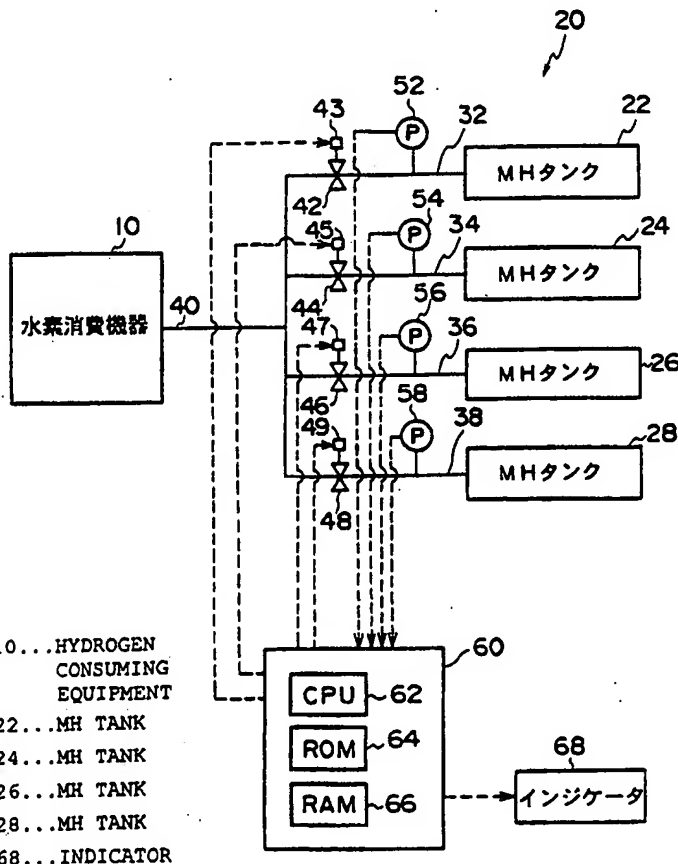 20
52
43
22
P
32
MHタンク
42
54
10
45
34
24
P
MHタンク
44
56
水素消費機器
40
47
36
P
MHタンク
26
46
58
49
38
28
P
MHタンク
48
10...HYDROGEN
CONSUMING
EQUIPMENT
22...MH TANK
24...MH TANK
26...MH TANK
28...MH TANK
68...INDICATOR
60
CPU
62
ROM
64
RAM
66
68
インジケータ